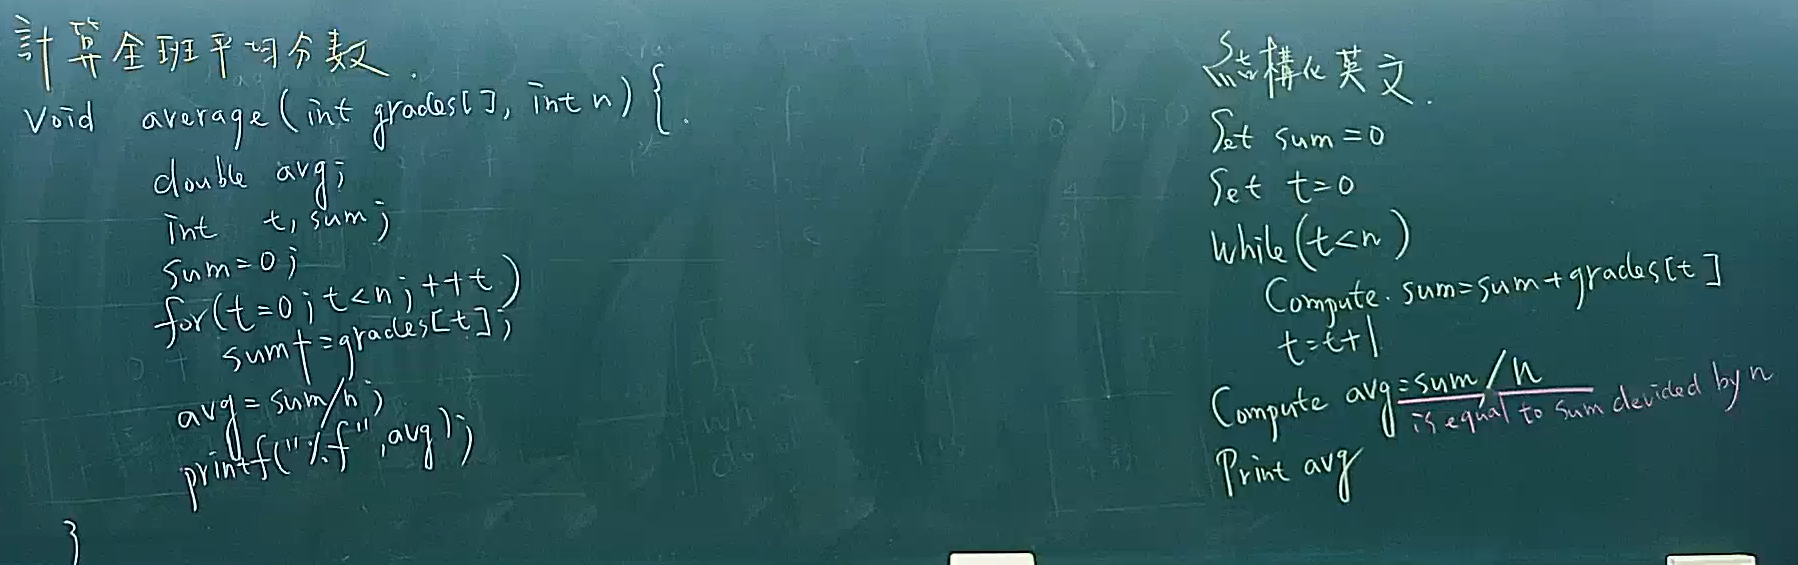 計算全班平均分数.
void average(int grades[], int n){
double avg;
int t, sum;
sum=0;
for(t=0;t<n;++t)
sum+=grades[t];
avg=sum/n;
printf("%f",avg);
}
結構化英文.
Set sum=0
Set t=0
While(t<n)
Compute. sum=sum+grades[t]
t=t+1
Compute avg=sum/n
is equal to sum devided by n
Print avg